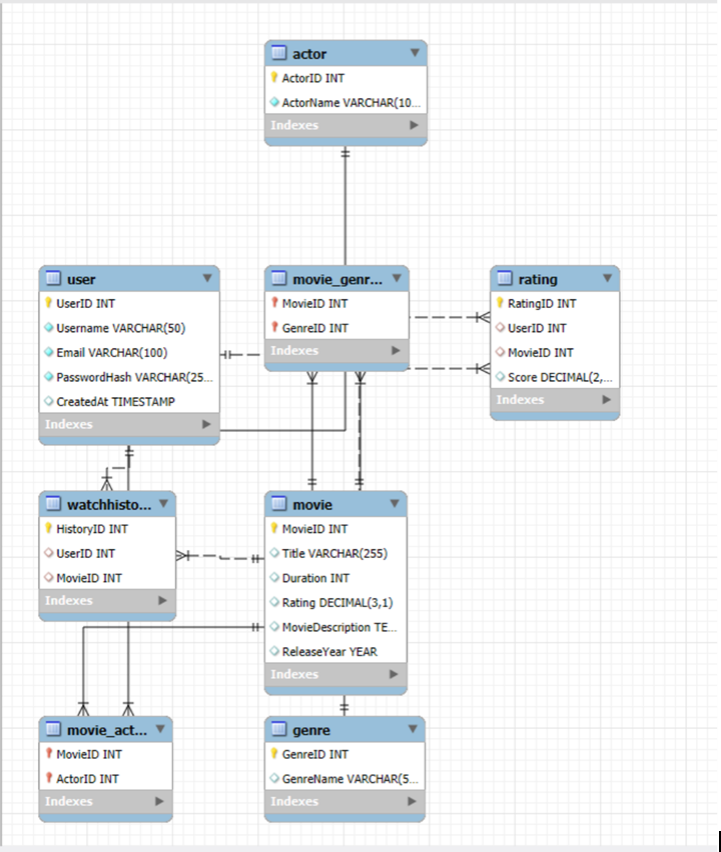 actor
ActorID INT
ActorName VARCHAR(10...
Indexes
user
UserID INT
Username VARCHAR(50)
Email VARCHAR(100)
PasswordHash VARCHAR(25...
CreatedAt TIMESTAMP
Indexes
movie_genr...
MovieID INT
GenreID INT
Indexes
rating
RatingID INT
UserID INT
MovieID INT
Score DECIMAL(2,...
Indexes
watchhisto...
HistoryID INT
UserID INT
MovieID INT
Indexes
movie
MovieID INT
Title VARCHAR(255)
Duration INT
Rating DECIMAL(3,1)
MovieDescription TE...
ReleaseYear YEAR
Indexes
movie_act...
MovieID INT
ActorID INT
Indexes
genre
GenreID INT
GenreName VARCHAR(5...
Indexes